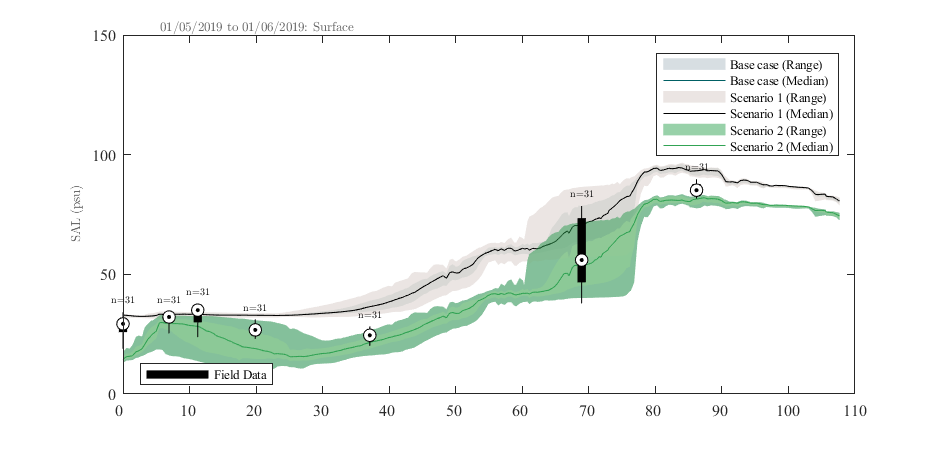 01/05/2019 to 01/06/2019: Surface
150
Base case (Range)
Base case (Median)
Scenario 1 (Range)
Scenario 1 (Median)
Scenario 2 (Range)
Scenario 2 (Median)
100
n=31
n=31
SAL (psu)
50
n=31
n=31
n=31
n=31
n=31
Field Data
0
0 10 20 30 40 50 60 70 80 90 100 110